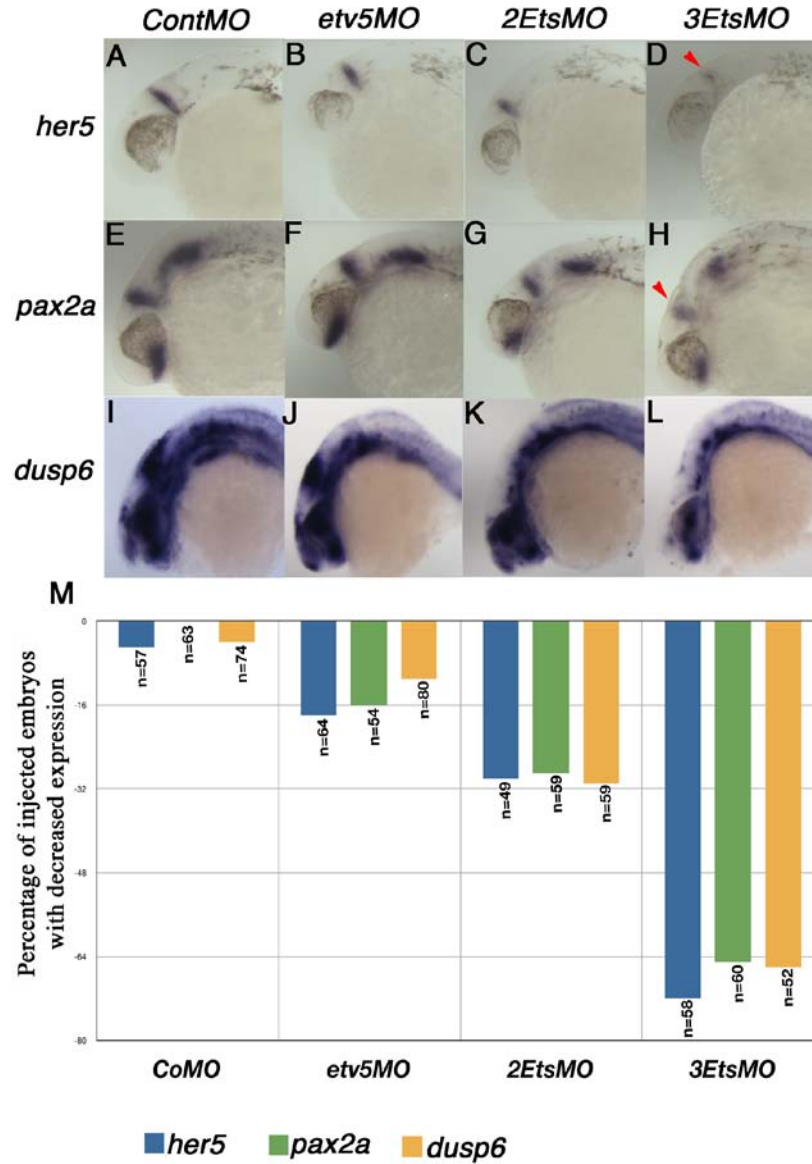 ContMO etv5MO 2EtsMO 3EtsMO
A B C D
her5
E F G H
pax2a
I J K L
dusp6
M
Percentage of injected embryos
with decreased expression
0
-16
-32
-48
-64
-80
n=57
n=63
n=74
n=64
n=54
n=80
n=49
n=59
n=59
n=58
n=60
n=52
CoMO etv5MO 2EtsMO 3EtsMO
her5 pax2a dusp6